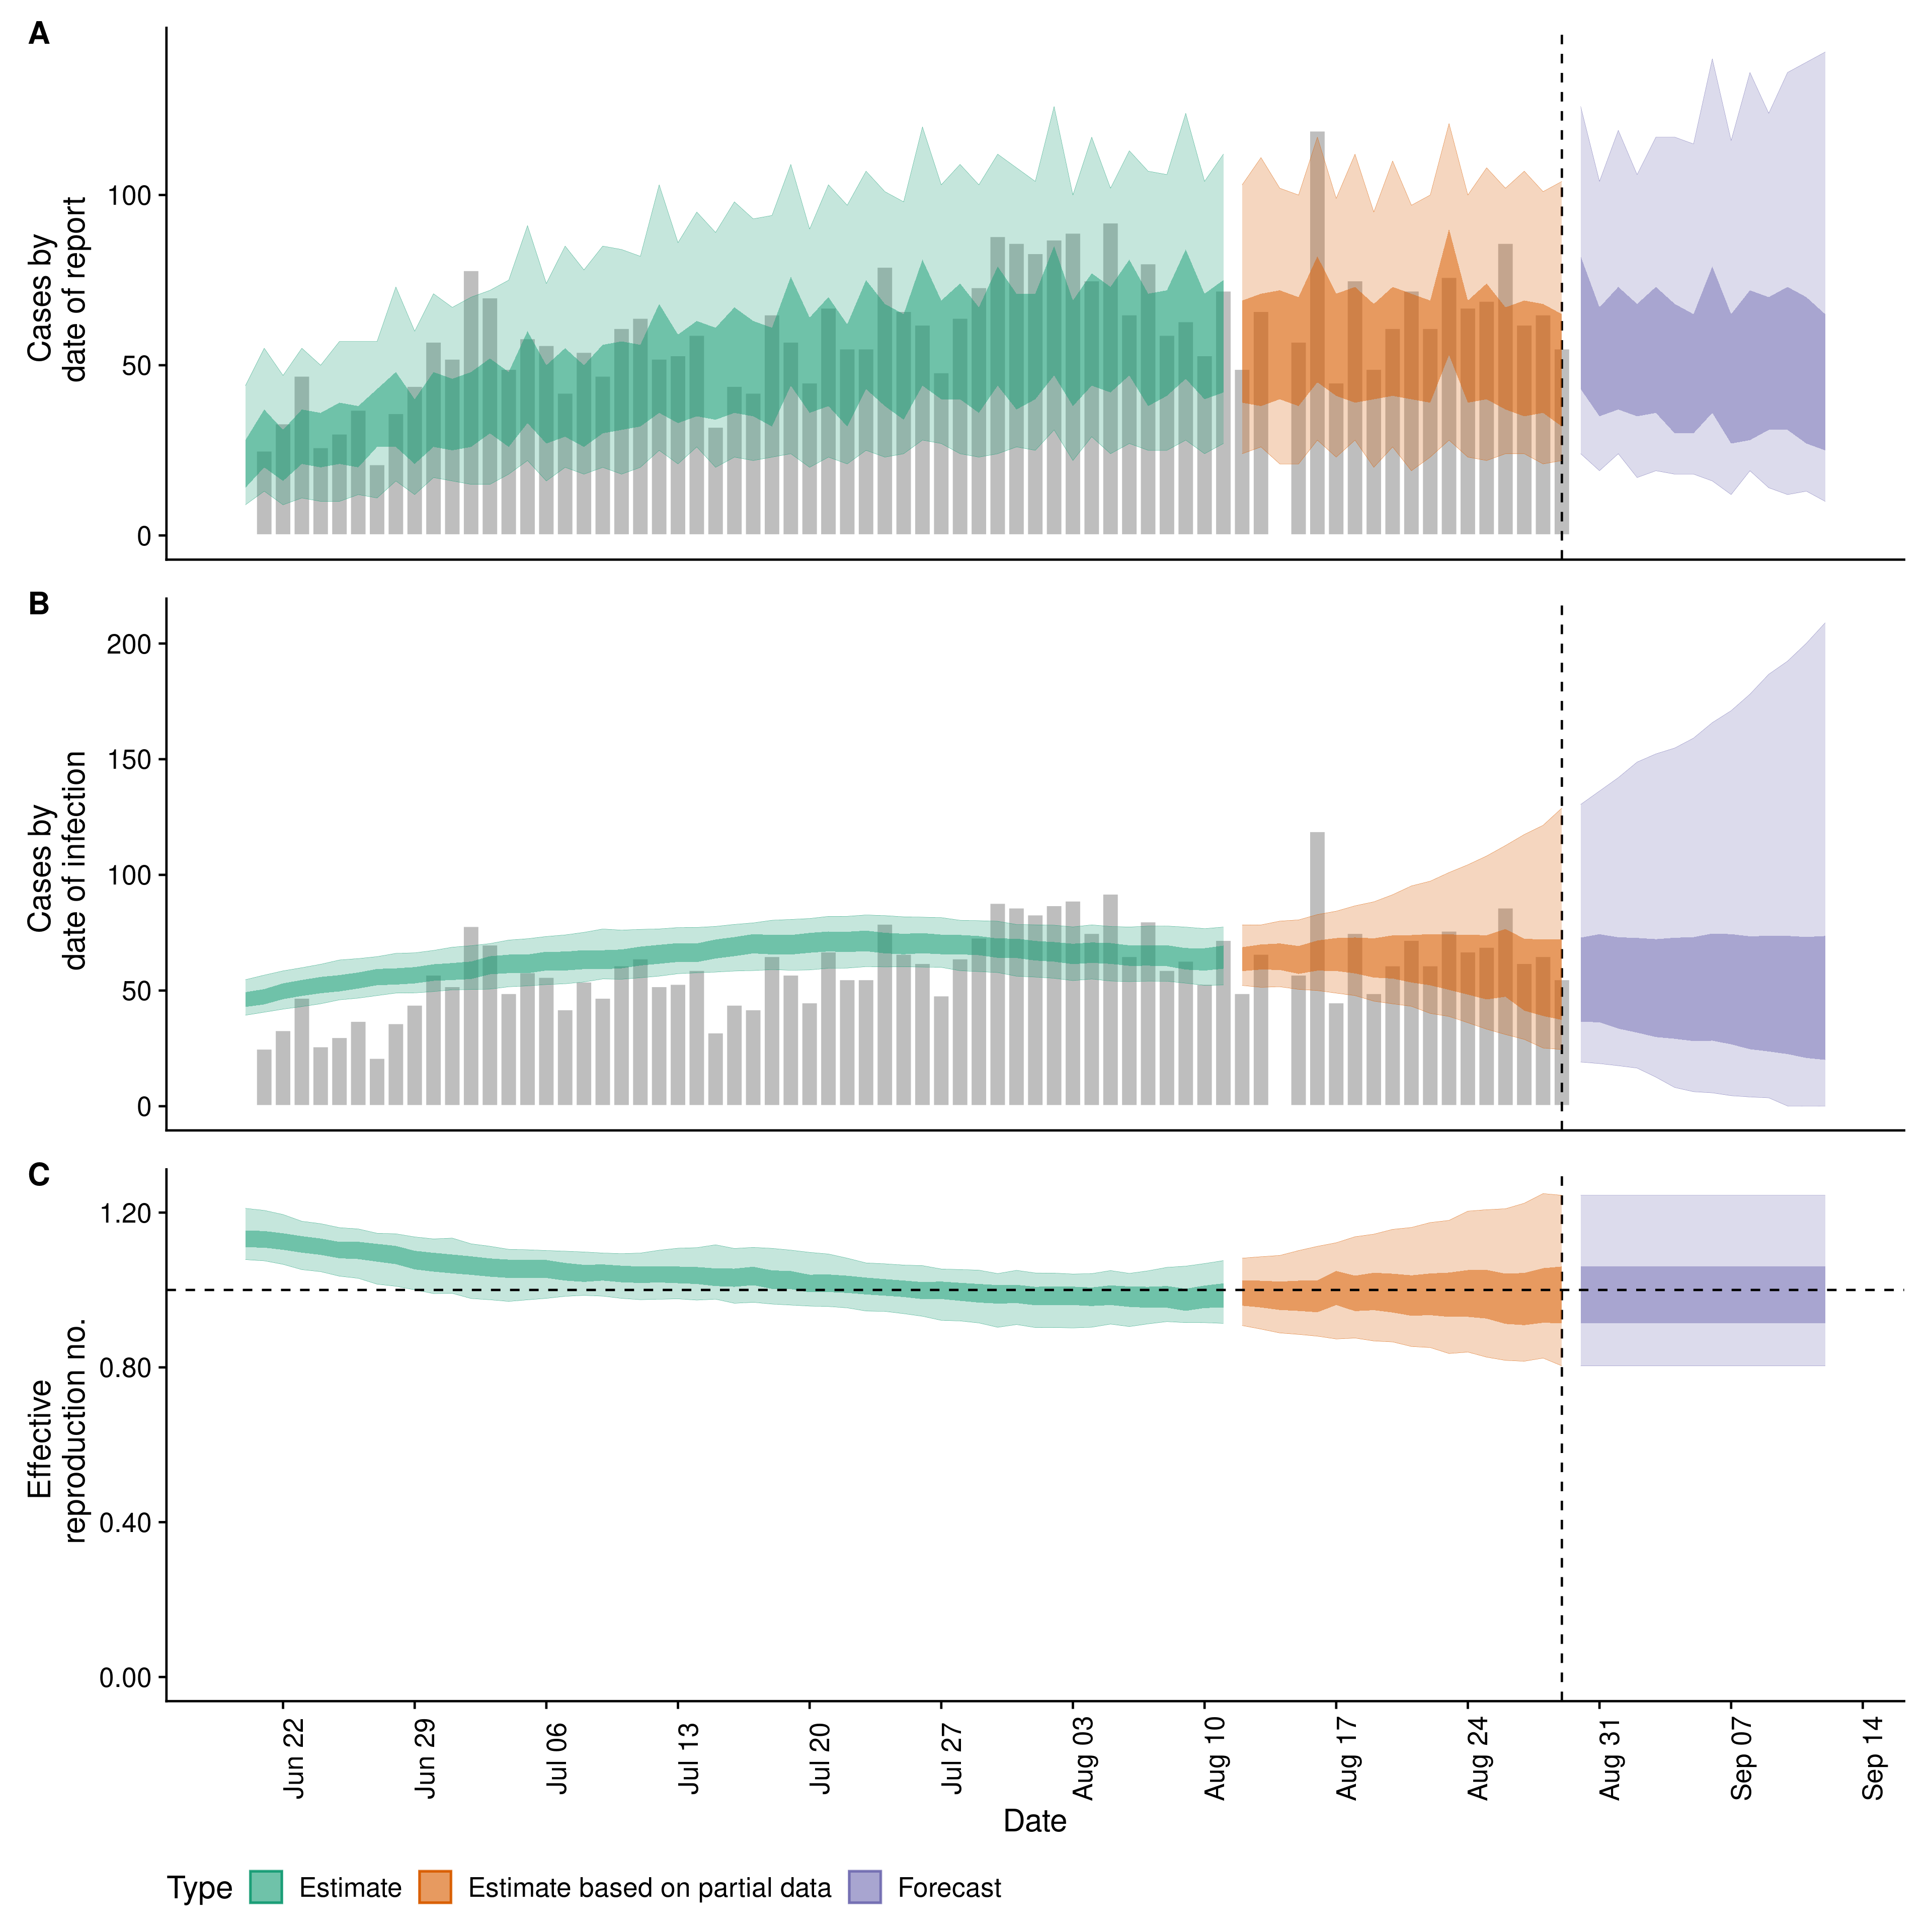 A
Cases by
date of report
100
50
0
B
Cases by
date of infection
200
150
100
50
0
C
Effective
reproduction no.
1.20
0.80
0.40
0.00
Jun 22
Jun 29
Jul 06
Jul 13
Jul 20
Jul 27
Aug 03
Aug 10
Aug 17
Aug 24
Aug 31
Sep 07
Sep 14
Date
Type Estimate Estimate based on partial data Forecast